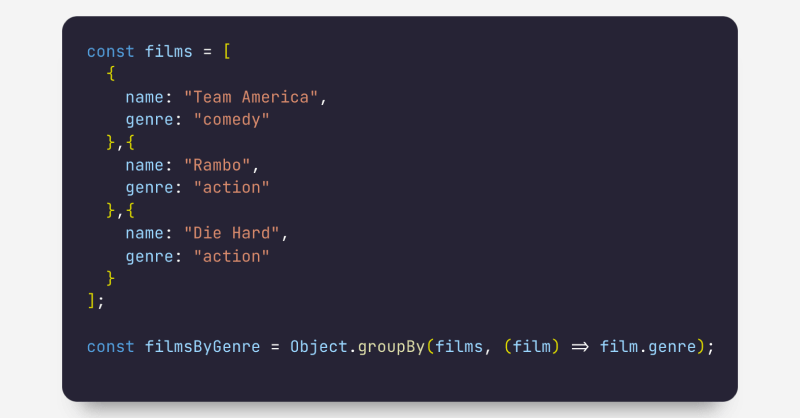 const films = [
  {
    name: "Team America",
    genre: "comedy"
  },{
    name: "Rambo",
    genre: "action"
  },{
    name: "Die Hard",
    genre: "action"
  }
];
const filmsByGenre = Object.groupBy(films, (film) => film.genre);